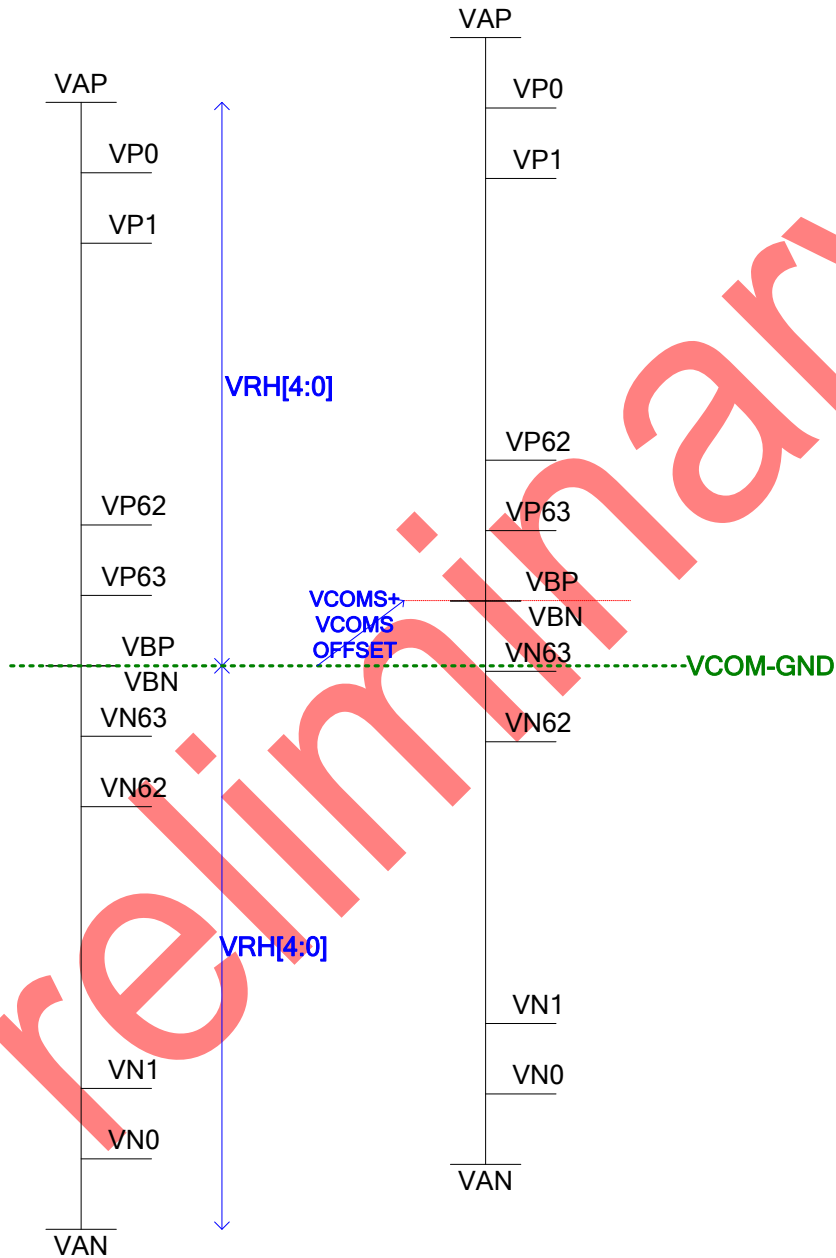 VAP
VP0
VP1
VRH[4:0]
VP62
VP63
VBP
VBN
VN63
VN62
VRH[4:0]
VN1
VN0
VAN
VAP
VP0
VP1
VP62
VP63
VCOMS+
VCOMS
OFFSET
VBP
VBN
VN63
VCOM-GND
VN62
VN1
VN0
VAN
reliminary